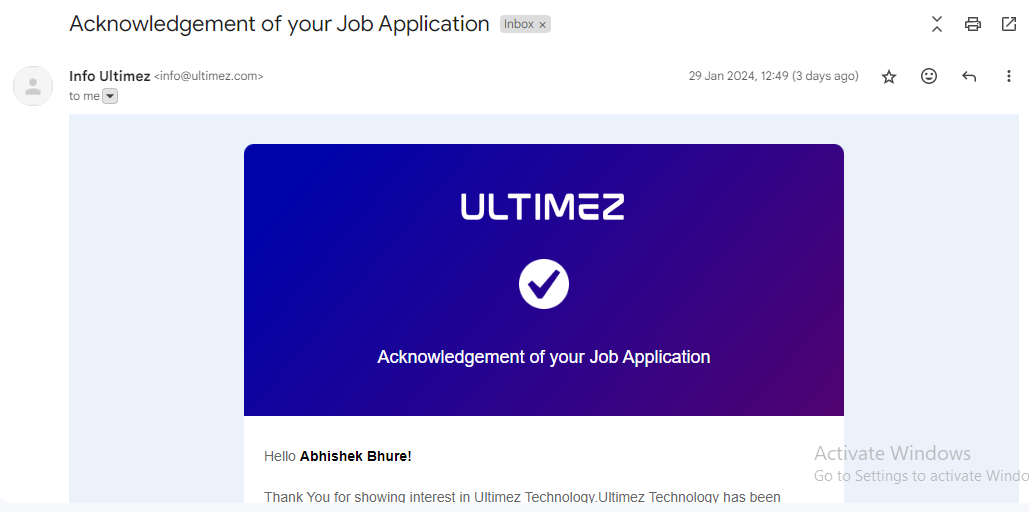 Acknowledgement of your Job Application Inbox ×
Info Ultimez <info@ultimez.com> 29 Jan 2024, 12:49 (3 days ago)
to me
ULTIMEZ
Acknowledgement of your Job Application
Hello Abhishek Bhure!
Activate Windows
Go to Settings to activate Windo
Thank You for showing interest in Ultimez Technology.Ultimez Technology has been